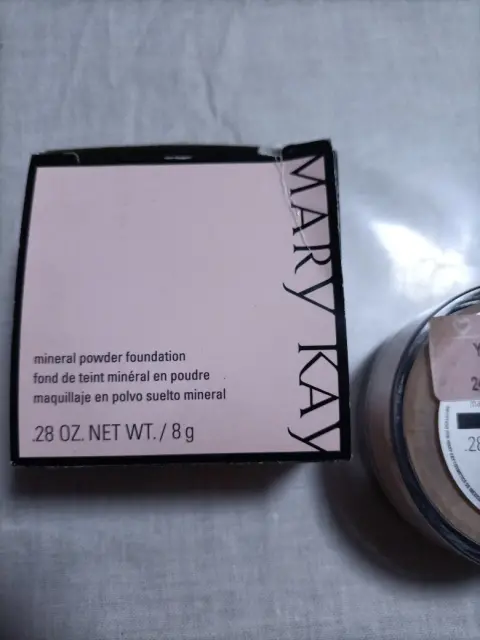 MARY KAY
mineral powder foundation
fond de teint minéral en poudre
maquillaje en polvo suelto mineral
.28 OZ. NET WT. / 8 g
.28